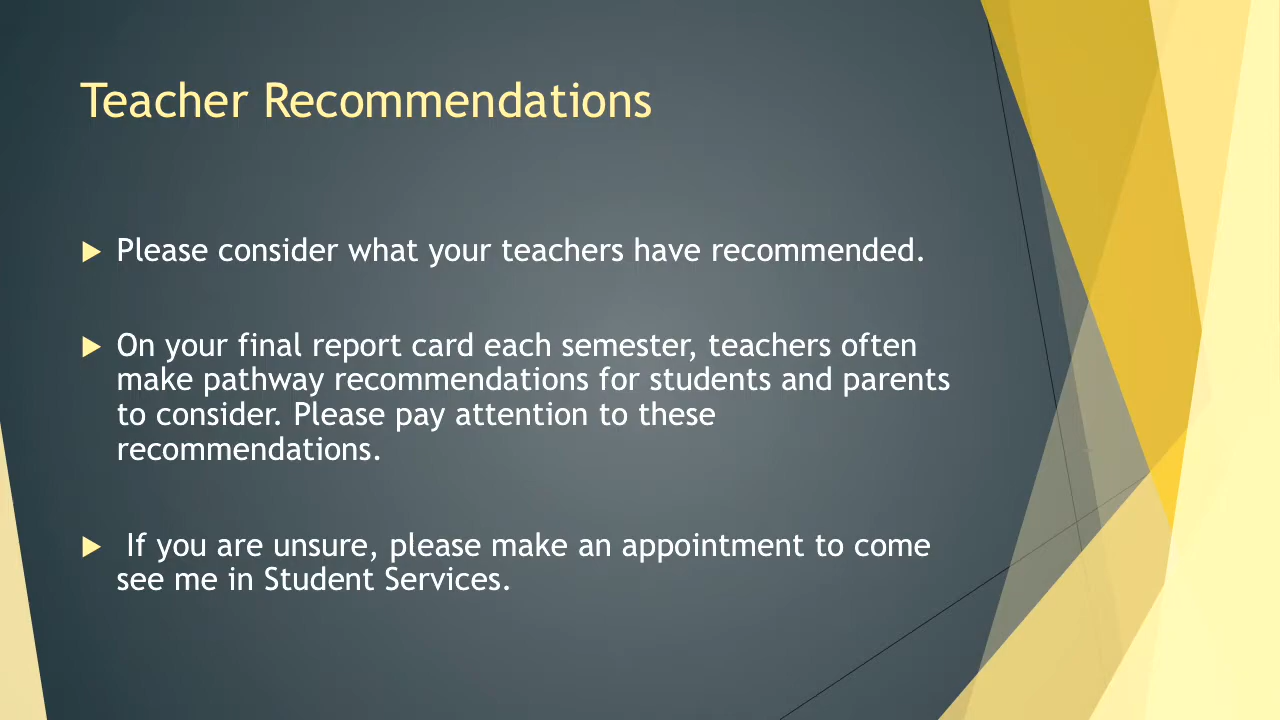 Teacher Recommendations
Please consider what your teachers have recommended.
On your final report card each semester, teachers often
make pathway recommendations for students and parents
to consider. Please pay attention to these
recommendations.
If you are unsure, please make an appointment to come
see me in Student Services.